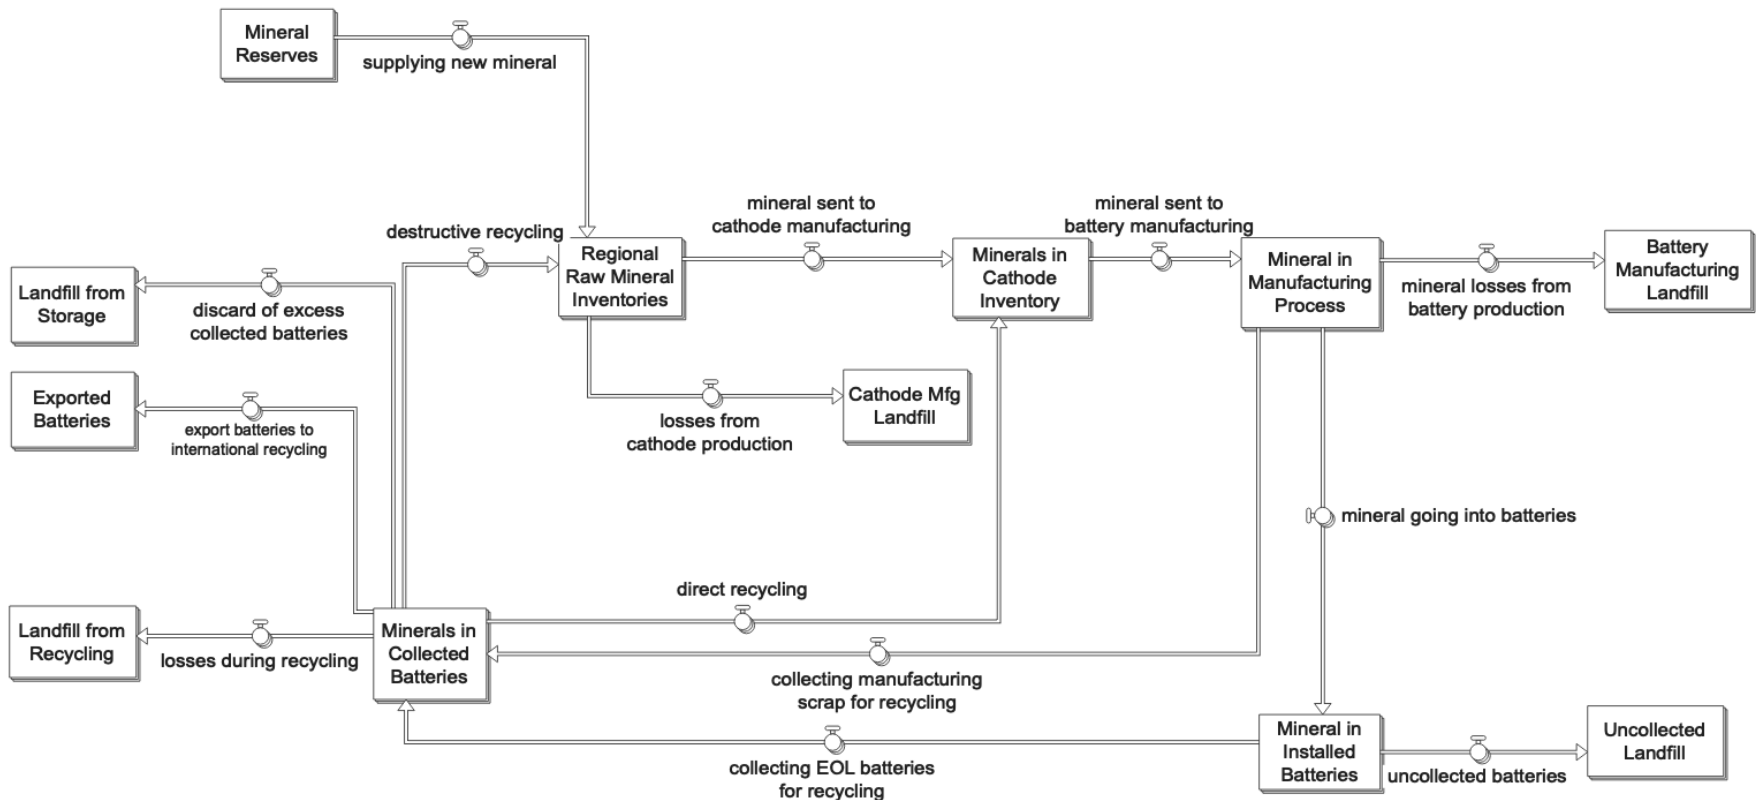 Mineral
Reserves
supplying new mineral
destructive recycling
mineral sent to
cathode manufacturing
mineral sent to
battery manufacturing
Regional
Raw Mineral
Inventories
Minerals in
Cathode
Inventory
Mineral in
Manufacturing
Process
Battery
Manufacturing
Landfill
mineral losses from
battery production
Landfill from
Storage
discard of excess
collected batteries
Exported
Batteries
export batteries to
international recycling
Cathode Mfg
Landfill
losses from
cathode production
mineral going into batteries
direct recycling
Landfill from
Recycling
losses during recycling
Minerals in
Collected
Batteries
collecting manufacturing
scrap for recycling
collecting EOL batteries
for recycling
Mineral in
Installed
Batteries
uncollected batteries
Uncollected
Landfill